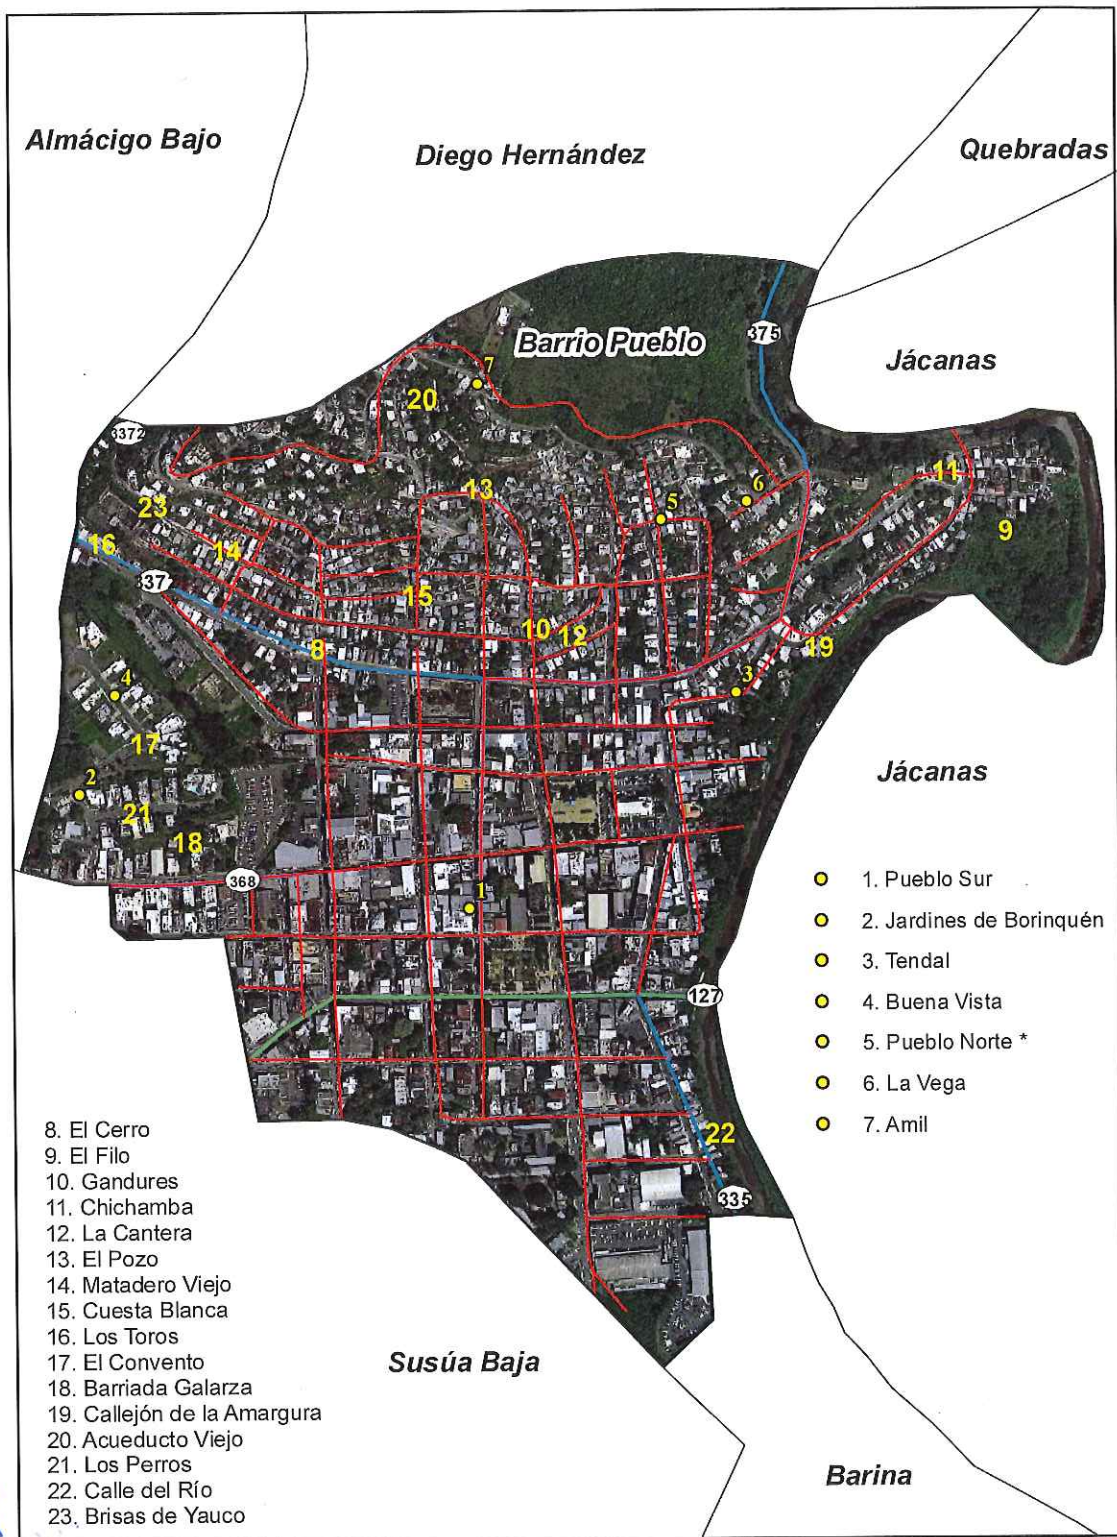 Almácigo Bajo
Diego Hernández
Quebradas
Barrio Pueblo
375
Jácanas
7
20
3372
11
13
6
5
23
9
16
14
337
15
10
12
8
19
4
3
17
Jácanas
2
21
18
368
1
1. Pueblo Sur
2. Jardines de Borinquén
3. Tendal
4. Buena Vista
5. Pueblo Norte *
6. La Vega
7. Amil
127
22
335
8. El Cerro
9. El Filo
10. Gandures
11. Chichamba
12. La Cantera
13. El Pozo
14. Matadero Viejo
15. Cuesta Blanca
16. Los Toros
17. El Convento
18. Barriada Galarza
19. Callejón de la Amargura
20. Acueducto Viejo
21. Los Perros
22. Calle del Río
23. Brisas de Yauco
Susúa Baja
Barina